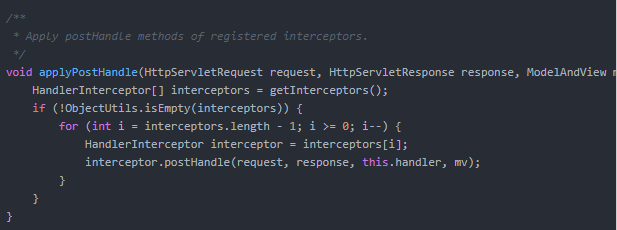 /**
 * Apply postHandle methods of registered interceptors.
 */
void applyPostHandle(HttpServletRequest request, HttpServletResponse response, ModelAndView
    HandlerInterceptor[] interceptors = getInterceptors();
    if (!ObjectUtils.isEmpty(interceptors)) {
        for (int i = interceptors.length - 1; i >= 0; i--) {
            HandlerInterceptor interceptor = interceptors[i];
            interceptor.postHandle(request, response, this.handler, mv);
        }
    }
}